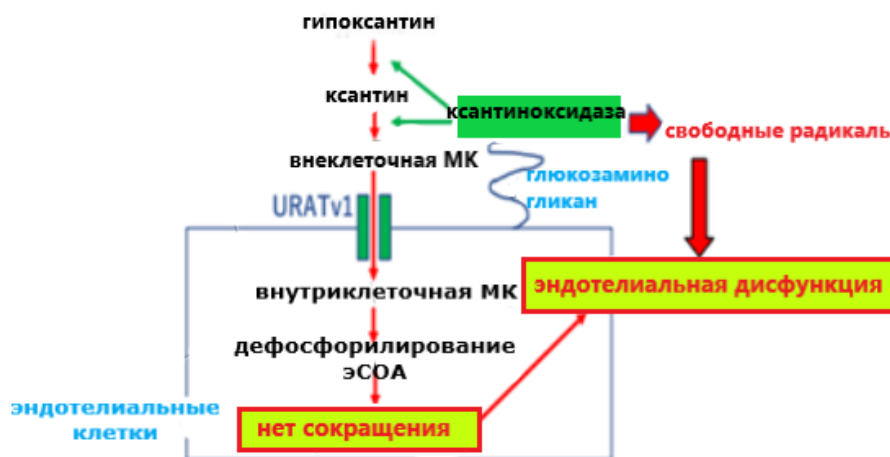 гипоксантин
ксантин
ксантиноксидаза
свободные радикаль
внеклеточная МК
глюкозамино
гликан
URATv1
внутриклеточная МК
эндотелиальная дисфункция
дефосфорилирование
эСОА
эндотелиальные
клетки
нет сокращения